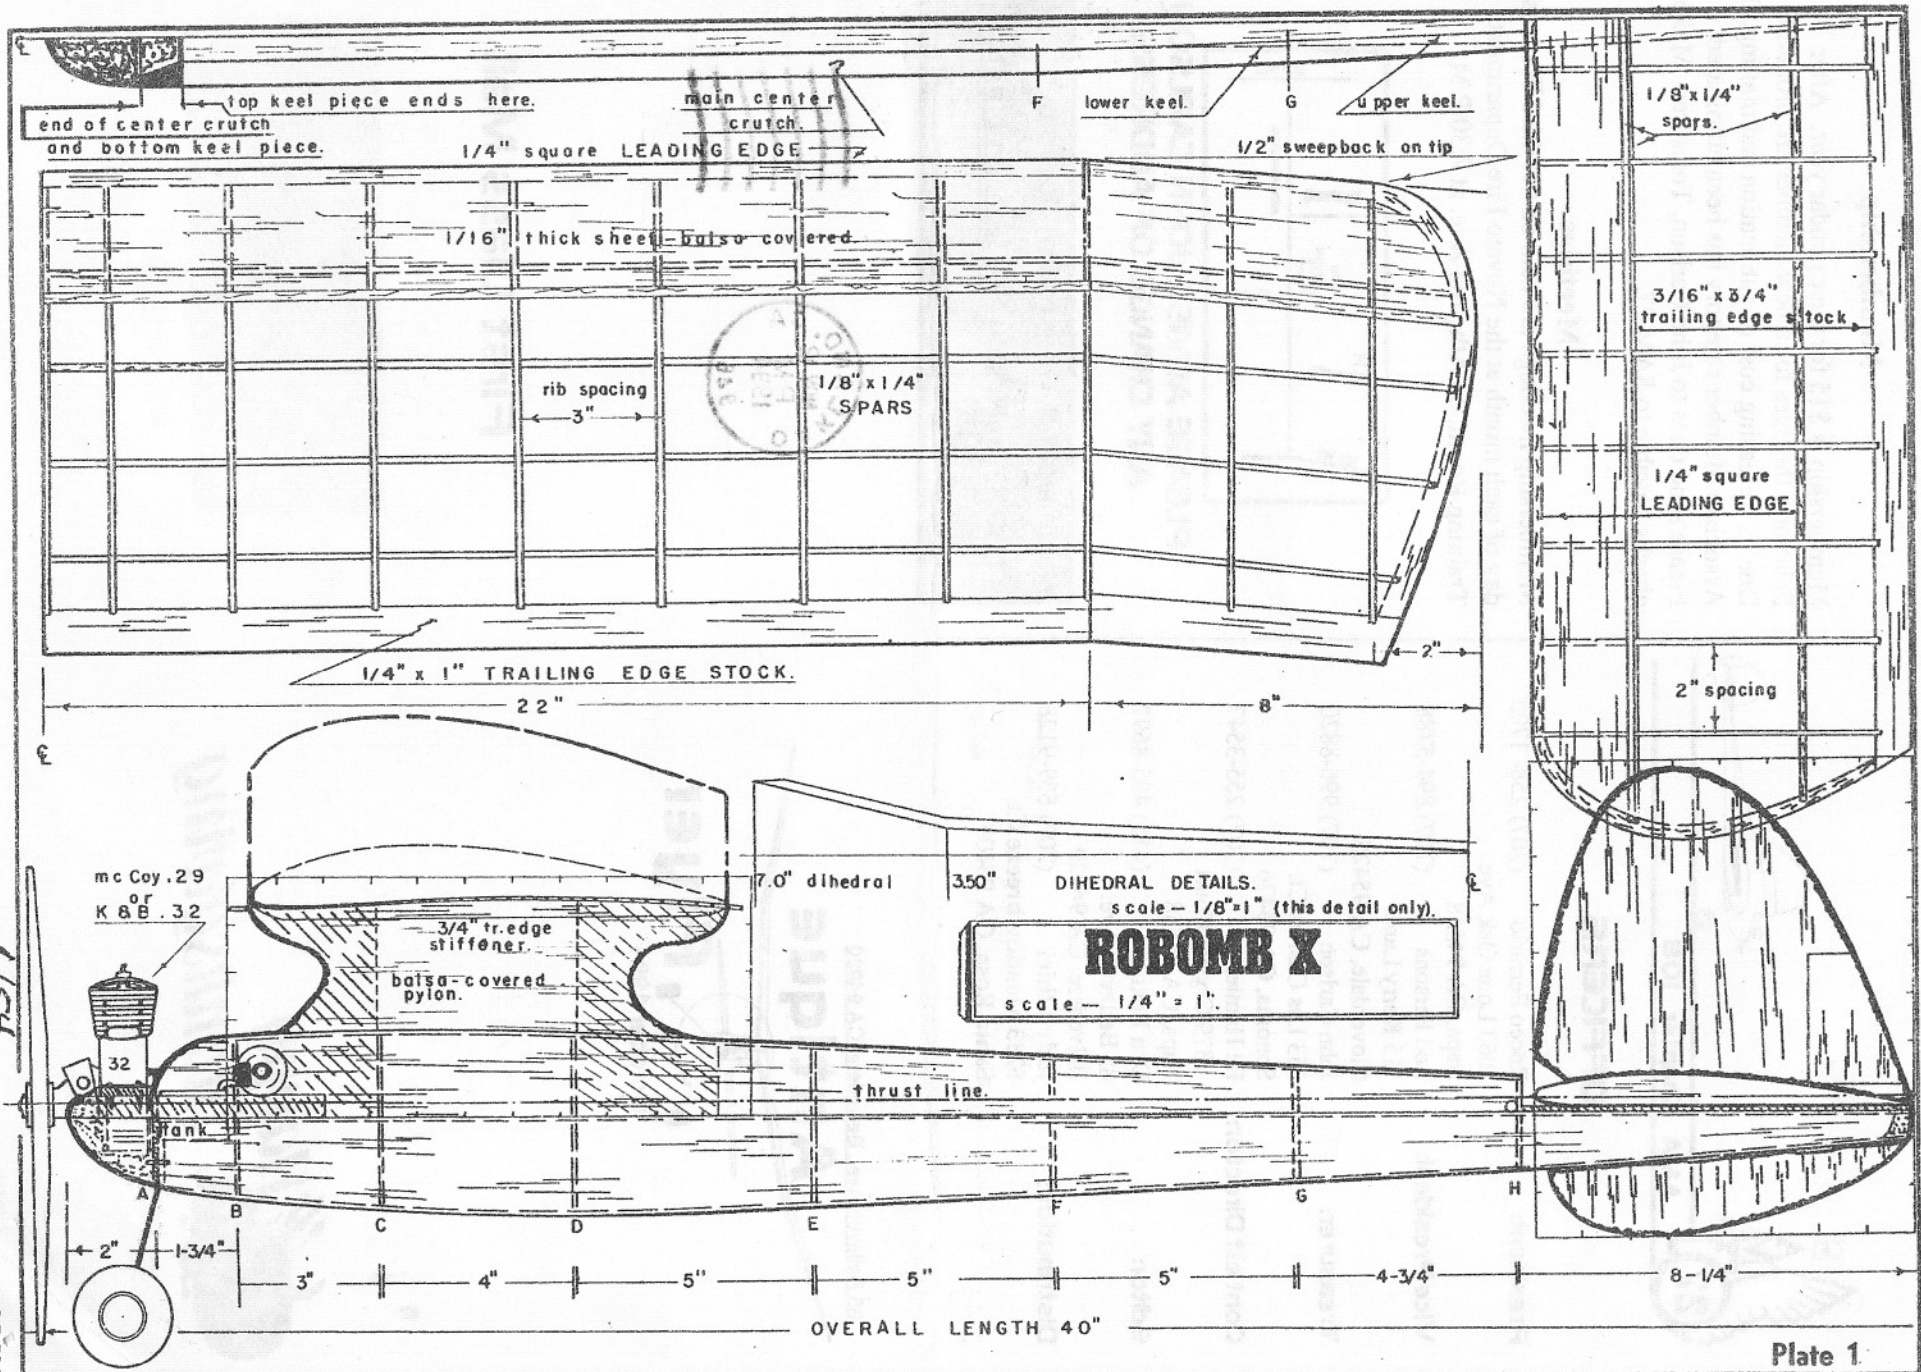 ℄
top keel piece ends here.
end of center crutch
and bottom keel piece.
main center
crutch.
F
lower keel.
G
upper keel.
1/8"x1/4"
spars.
1/4" square LEADING EDGE
1/2" sweepback on tip
1/16" thick sheet-balsa covered.
3/16" x 3/4"
trailing edge stock
rib spacing
3"
1/8" x 1/4"
SPARS
1/4" square
LEADING EDGE
2"
1/4" x 1" TRAILING EDGE STOCK.
2" spacing
22"
8"
℄
mc Coy .29
or
K & B .32
7.0" dihedral
3.50"
DIHEDRAL DETAILS.
℄
scale — 1/8"=1" (this detail only).
3/4" tr. edge
stiffener.
balsa-covered
pylon.
ROBOMB X
scale — 1/4" = 1".
32
thrust line.
tank
A
B
C
D
E
F
G
H
2"
1-3/4"
3"
4"
5"
5"
5"
4-3/4"
8-1/4"
OVERALL LENGTH 40"
Plate 1